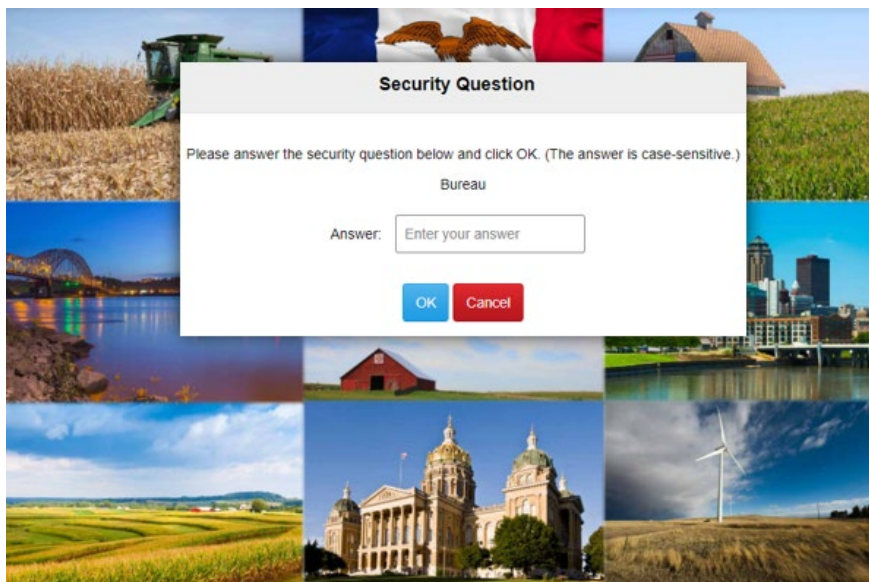 Security Question
Please answer the security question below and click OK. (The answer is case-sensitive.)
Bureau
Answer: Enter your answer
OK Cancel